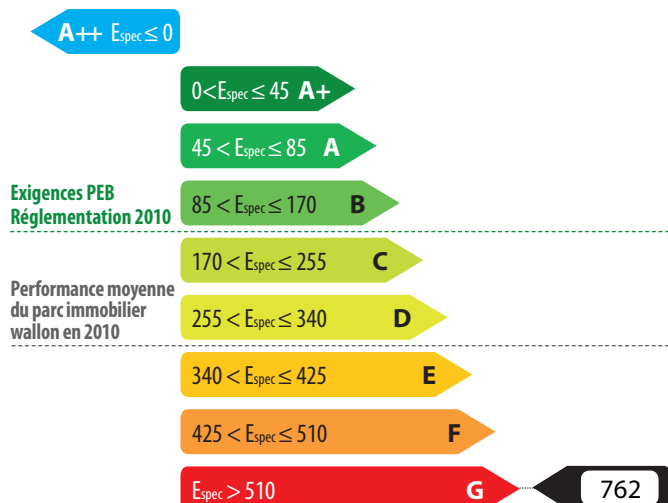 A++ Espec ≤ 0
0<Espec ≤ 45 A+
45 < Espec ≤ 85 A
Exigences PEB
Réglementation 2010
85 < Espec ≤ 170 B
170 < Espec ≤ 255 C
Performance moyenne
du parc immobilier
wallon en 2010
255 < Espec ≤ 340 D
340 < Espec ≤ 425 E
425 < Espec ≤ 510 F
Espec > 510 G 762